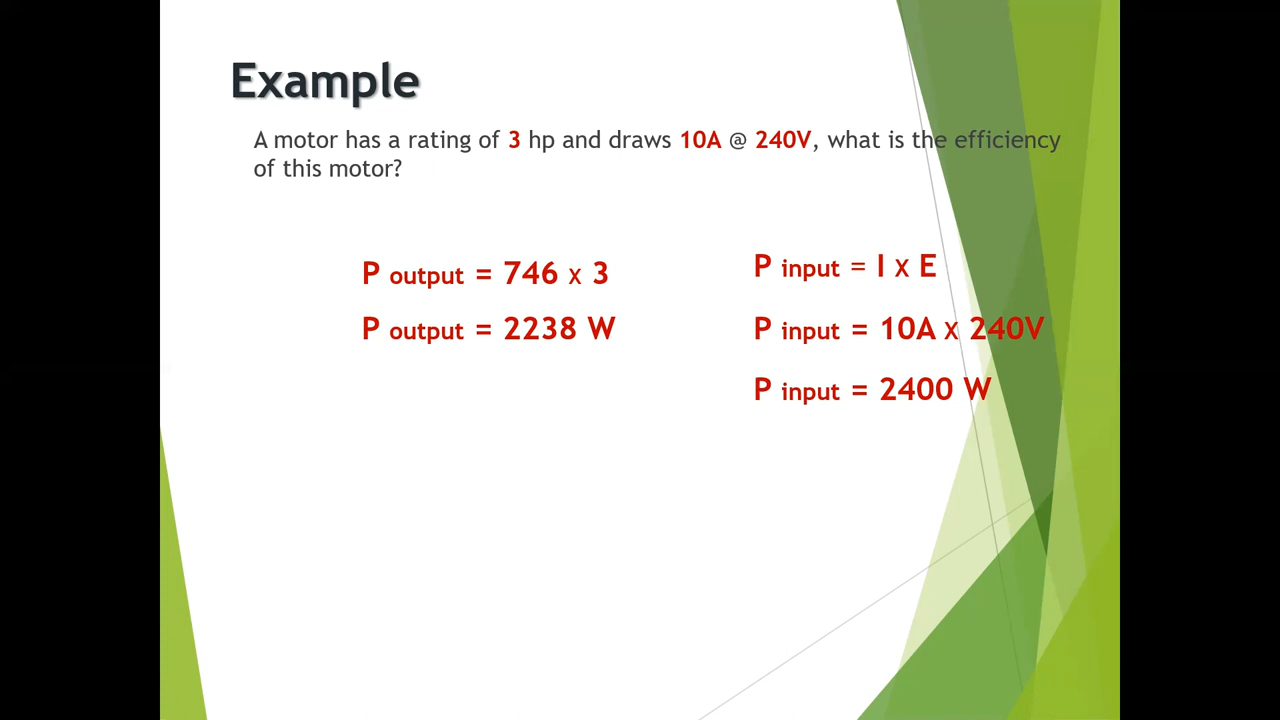 Example
A motor has a rating of 3 hp and draws 10A @ 240V, what is the efficiency
of this motor?
P output = 746 x 3
P output = 2238 W
P input = I x E
P input = 10A x 240V
P input = 2400 W